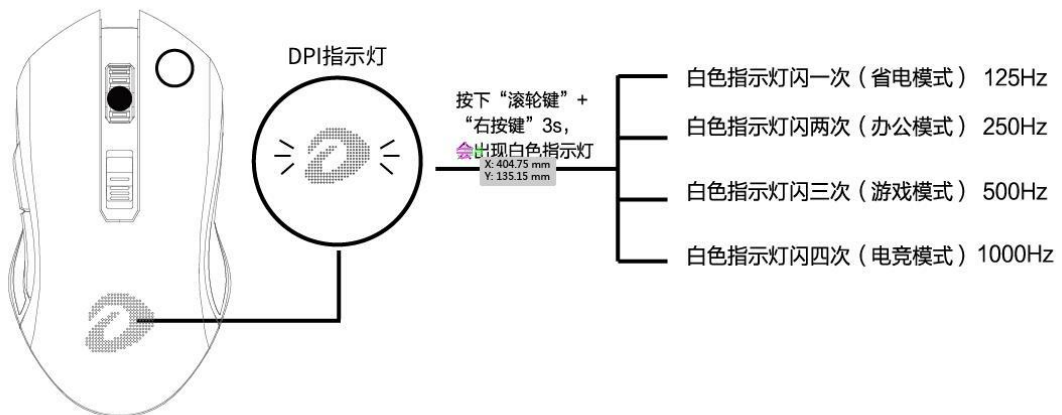 DPI指示灯
按下“滚轮键”+
“右按键”3s，
会出现白色指示灯
X: 404.75 mm
Y: 135.15 mm
白色指示灯闪一次（省电模式） 125Hz
白色指示灯闪两次（办公模式） 250Hz
白色指示灯闪三次（游戏模式） 500Hz
白色指示灯闪四次（电竞模式） 1000Hz